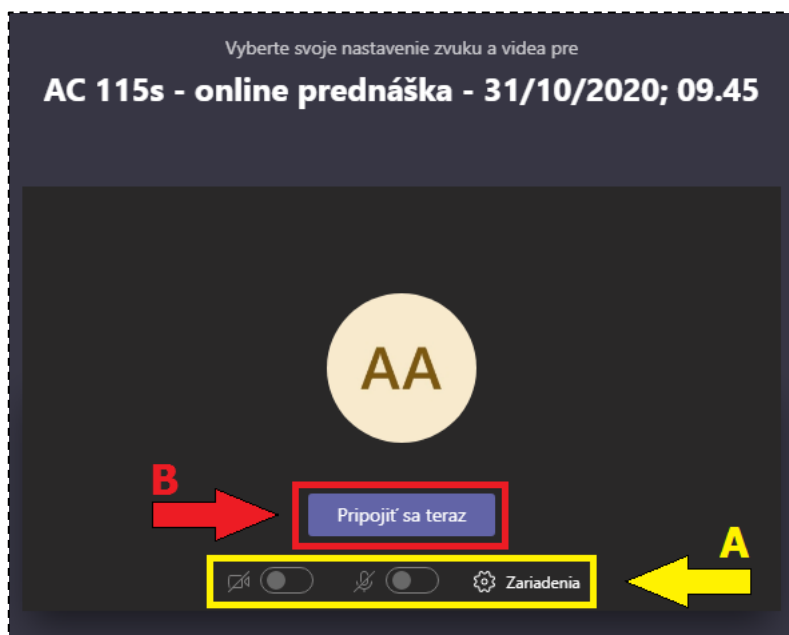 Vyberte svoje nastavenie zvuku a videa pre
AC 115s - online prednáška - 31/10/2020; 09.45
AA
B
Pripojiť sa teraz
A
Zariadenia